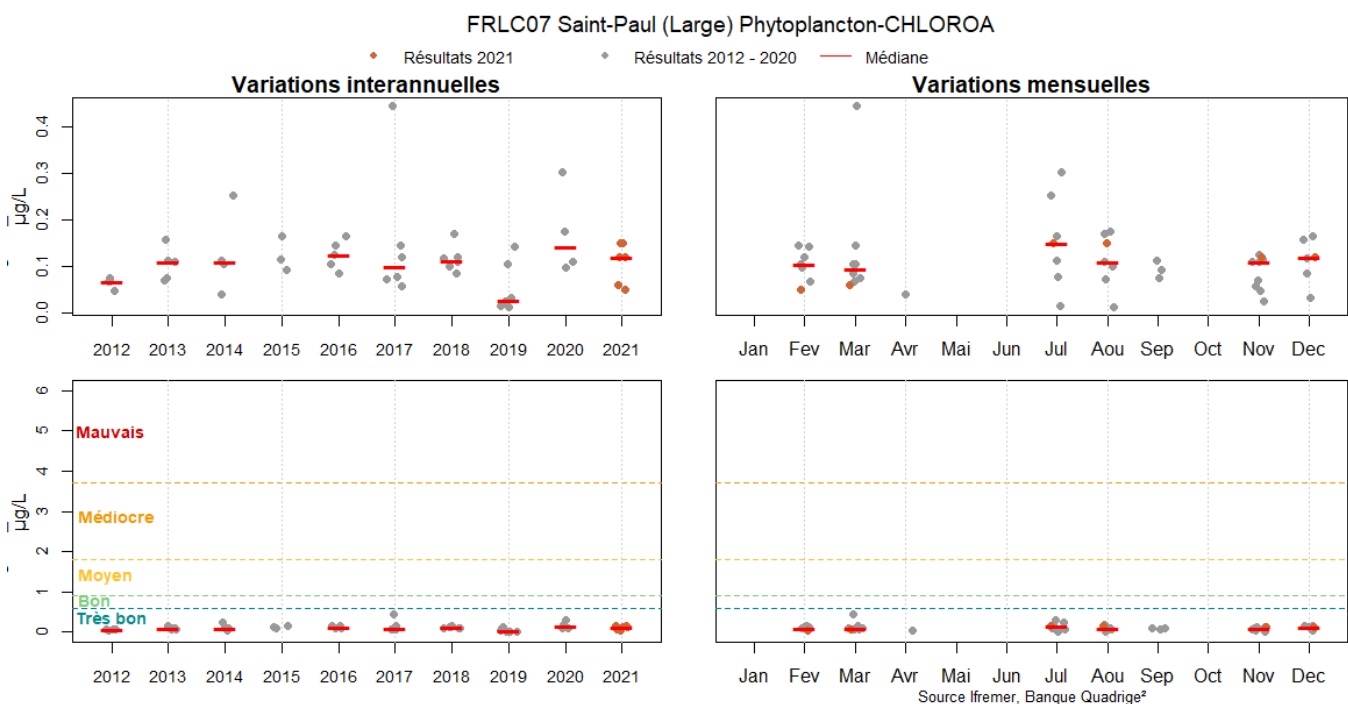 FRLC07 Saint-Paul (Large) Phytoplancton-CHLOROA
Résultats 2021 Résultats 2012 - 2020 Médiane
Variations interannuelles
Variations mensuelles
µg/L
0.4
0.3
0.2
0.1
0.0
2012 2013 2014 2015 2016 2017 2018 2019 2020 2021
Jan Fev Mar Avr Mai Jun Jul Aou Sep Oct Nov Dec
µg/L
6
5
4
3
2
1
0
Mauvais
Médiocre
Moyen
Bon
Très bon
2012 2013 2014 2015 2016 2017 2018 2019 2020 2021
Jan Fev Mar Avr Mai Jun Jul Aou Sep Oct Nov Dec
Source Ifremer, Banque Quadrige²